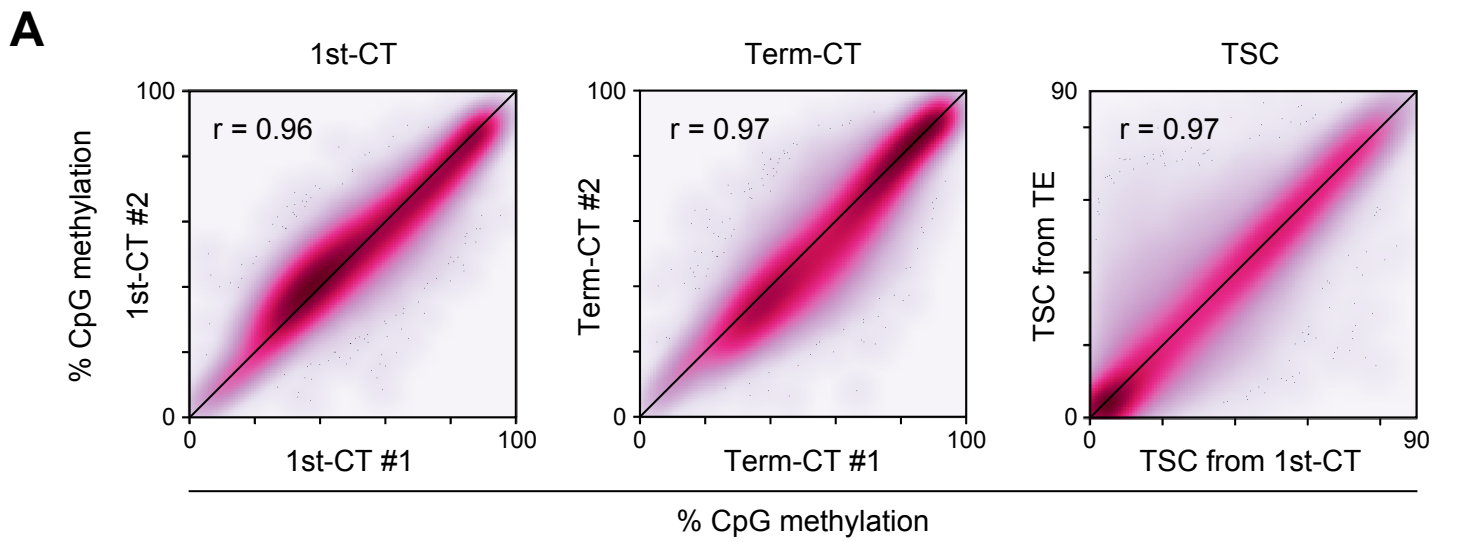 A
1st-CT
Term-CT
TSC
% CpG methylation
1st-CT #2
100
r = 0.96
0
0
100
1st-CT #1
Term-CT #2
100
r = 0.97
0
0
100
Term-CT #1
TSC from TE
90
r = 0.97
0
0
90
TSC from 1st-CT
% CpG methylation